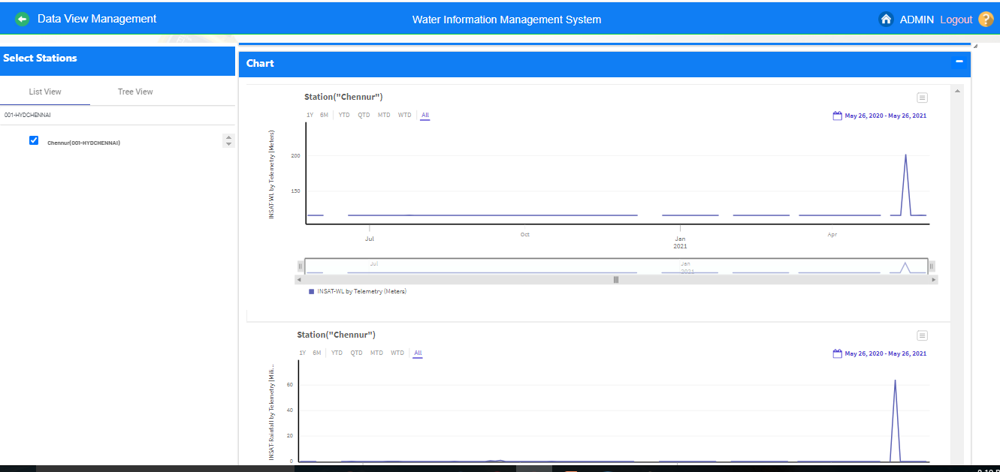 Data View Management
Water Information Management System
ADMIN Logout ?
Select Stations
Chart
List View Tree View
001-HYDCHENNAI
Chennur(001-HYDCHENNAI)
Station("Chennur")
1Y 6M YTD QTD MTD WTD All
May 26, 2020 - May 26, 2021
INSAT-WL by Telemetry (Meters)
200
150
Jul Oct Jan Apr
2021
Jul Jan
2021
INSAT-WL by Telemetry (Meters)
Station("Chennur")
1Y 6M YTD QTD MTD WTD All
May 26, 2020 - May 26, 2021
INSAT-Rainfall by Telemetry (Mili...
60
40
20
0